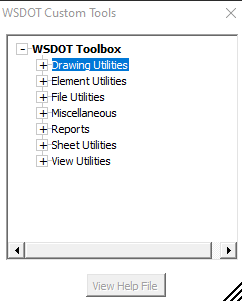 WSDOT Custom Tools
WSDOT Toolbox
Drawing Utilities
Element Utilities
File Utilities
Miscellaneous
Reports
Sheet Utilities
View Utilities
View Help File